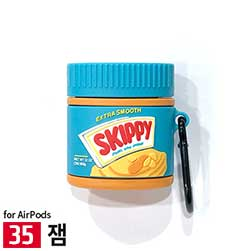 EXTRA SMOOTH
SKIPPY
for AirPods
35 잼